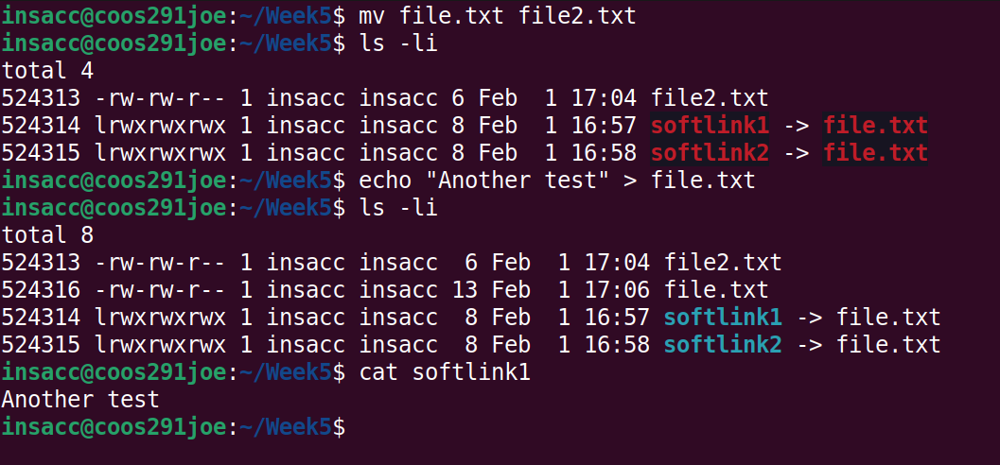 insacc@coos291joe:~/Week5$ mv file.txt file2.txt
insacc@coos291joe:~/Week5$ ls -li
total 4
524313 -rw-rw-r-- 1 insacc insacc 6 Feb  1 17:04 file2.txt
524314 lrwxrwxrwx 1 insacc insacc 8 Feb  1 16:57 softlink1 -> file.txt
524315 lrwxrwxrwx 1 insacc insacc 8 Feb  1 16:58 softlink2 -> file.txt
insacc@coos291joe:~/Week5$ echo "Another test" > file.txt
insacc@coos291joe:~/Week5$ ls -li
total 8
524313 -rw-rw-r-- 1 insacc insacc  6 Feb  1 17:04 file2.txt
524316 -rw-rw-r-- 1 insacc insacc 13 Feb  1 17:06 file.txt
524314 lrwxrwxrwx 1 insacc insacc  8 Feb  1 16:57 softlink1 -> file.txt
524315 lrwxrwxrwx 1 insacc insacc  8 Feb  1 16:58 softlink2 -> file.txt
insacc@coos291joe:~/Week5$ cat softlink1
Another test
insacc@coos291joe:~/Week5$